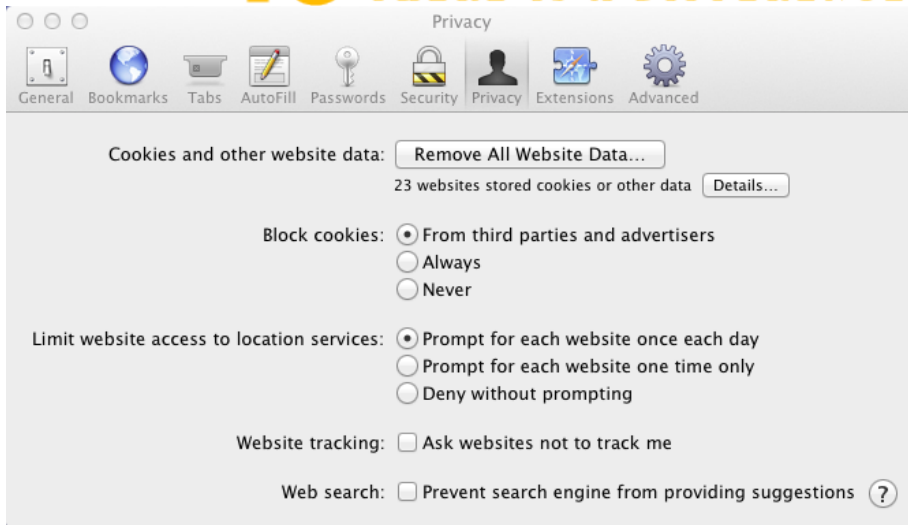 Privacy
General Bookmarks Tabs AutoFill Passwords Security Privacy Extensions Advanced
Cookies and other website data: Remove All Website Data...
23 websites stored cookies or other data Details...
Block cookies: From third parties and advertisers
Always
Never
Limit website access to location services: Prompt for each website once each day
Prompt for each website one time only
Deny without prompting
Website tracking: Ask websites not to track me
Web search: Prevent search engine from providing suggestions ?